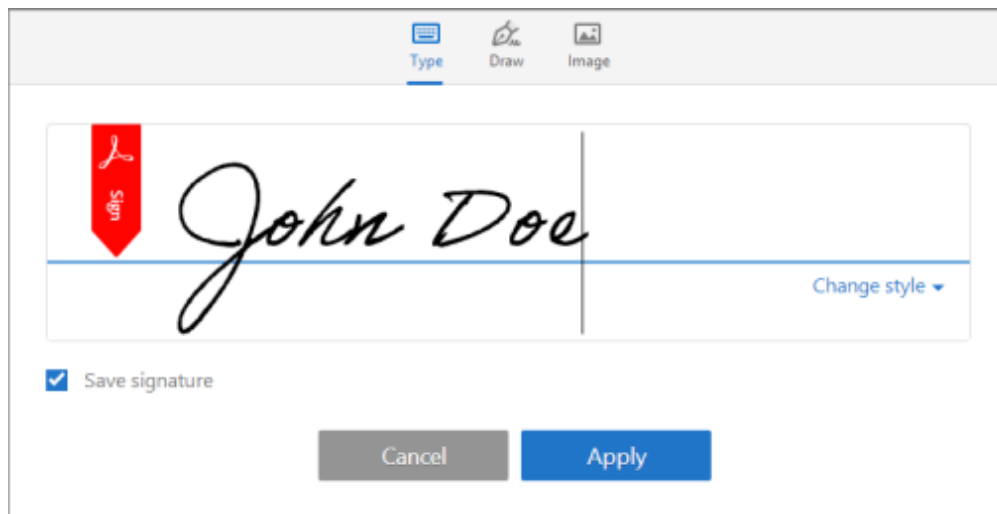 Type Draw Image
Sign
John Doe
Change style
Save signature
Cancel Apply